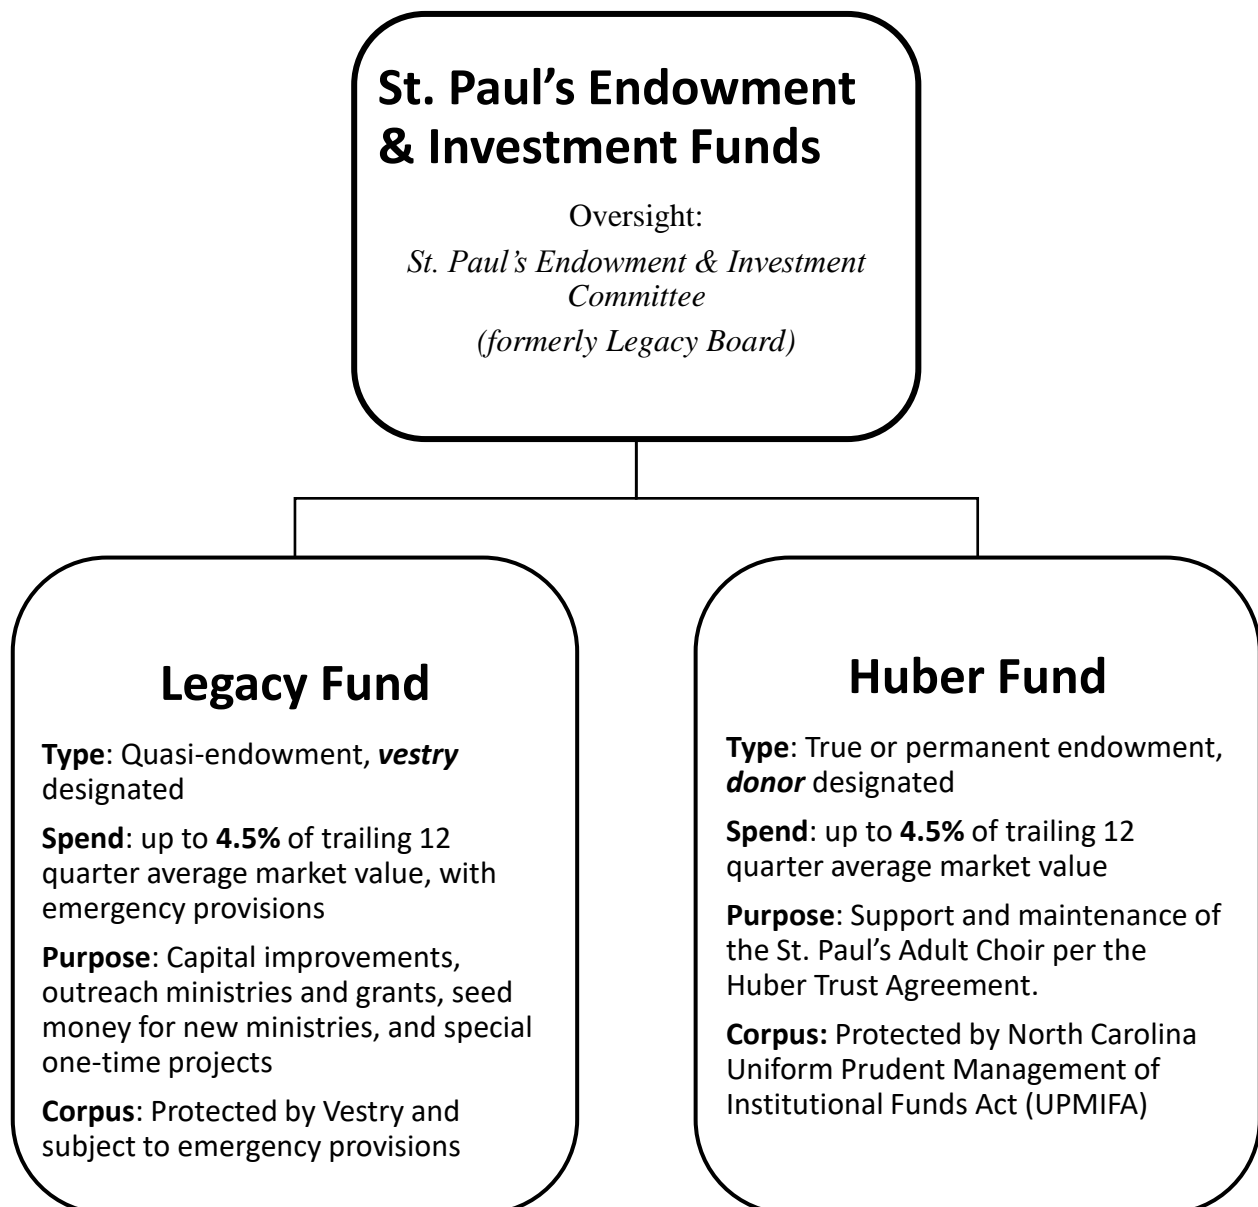 St. Paul’s Endowment
& Investment Funds
Oversight:
St. Paul’s Endowment & Investment
Committee
(formerly Legacy Board)
Legacy Fund
Type: Quasi-endowment, vestry
designated
Spend: up to 4.5% of trailing 12
quarter average market value, with
emergency provisions
Purpose: Capital improvements,
outreach ministries and grants, seed
money for new ministries, and special
one-time projects
Corpus: Protected by Vestry and
subject to emergency provisions
Huber Fund
Type: True or permanent endowment,
donor designated
Spend: up to 4.5% of trailing 12
quarter average market value
Purpose: Support and maintenance of
the St. Paul’s Adult Choir per the
Huber Trust Agreement.
Corpus: Protected by North Carolina
Uniform Prudent Management of
Institutional Funds Act (UPMIFA)